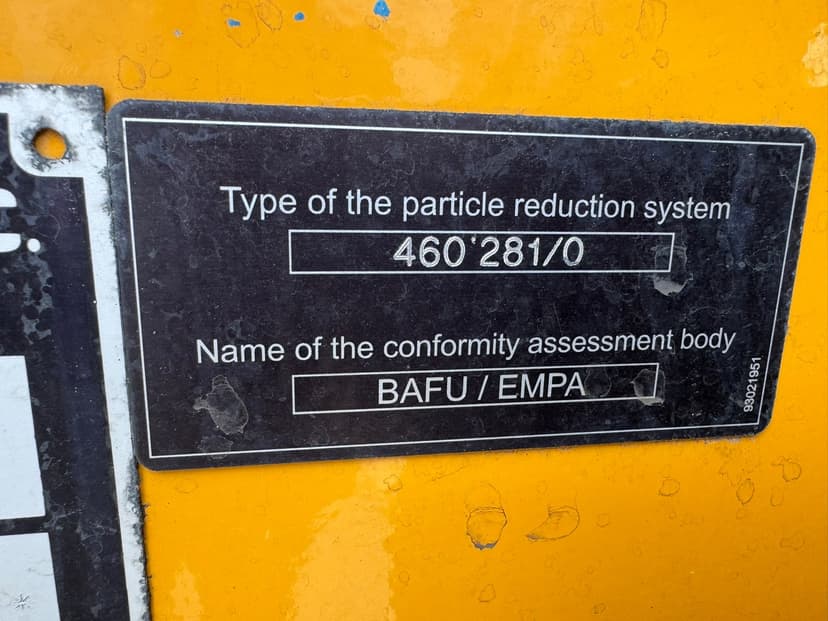 Type of the particle reduction system
460'281/0
Name of the conformity assessment body
BAFU / EMPA
93021951